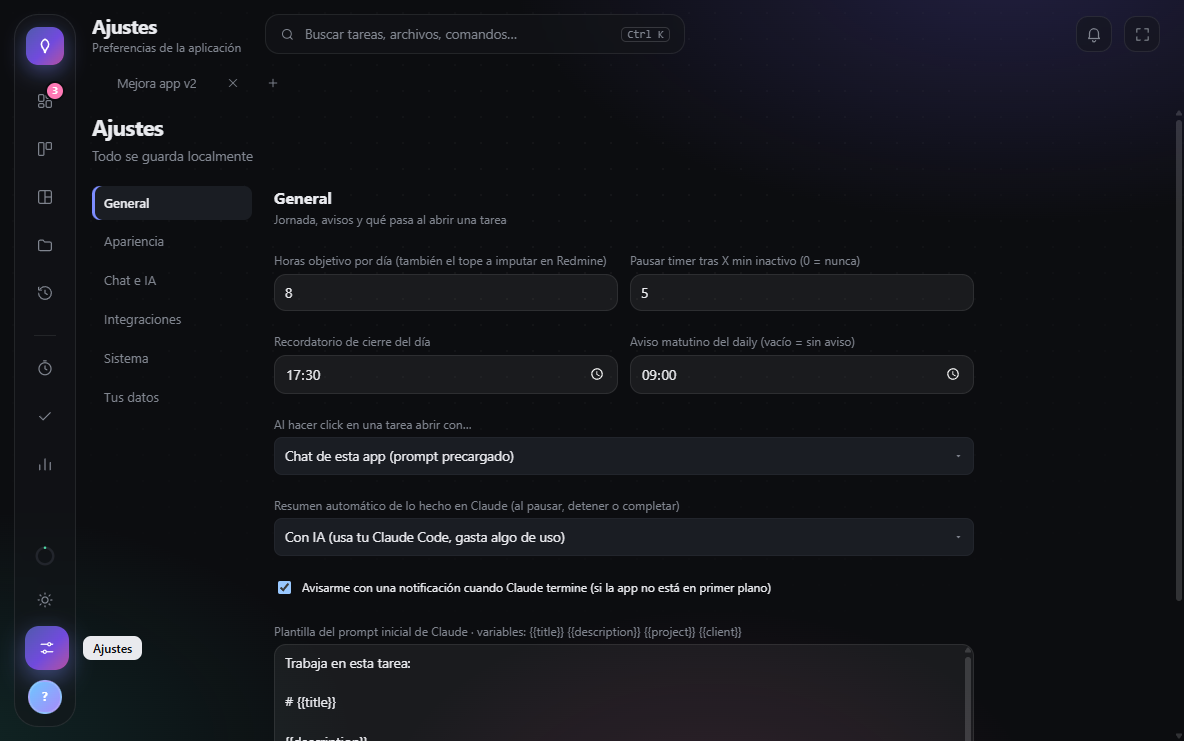 Ajustes
Preferencias de la aplicación
Buscar tareas, archivos, comandos...
Ctrl K
Mejora app v2
3
Ajustes
Todo se guarda localmente
General
Apariencia
Chat e IA
Integraciones
Sistema
Tus datos
General
Jornada, avisos y qué pasa al abrir una tarea
Horas objetivo por día (también el tope a imputar en Redmine)
8
Pausar timer tras X min inactivo (0 = nunca)
5
Recordatorio de cierre del día
17:30
Aviso matutino del daily (vacío = sin aviso)
09:00
Al hacer click en una tarea abrir con...
Chat de esta app (prompt precargado)
Resumen automático de lo hecho en Claude (al pausar, detener o completar)
Con IA (usa tu Claude Code, gasta algo de uso)
Avisarme con una notificación cuando Claude termine (si la app no está en primer plano)
Plantilla del prompt inicial de Claude · variables: {{title}} {{description}} {{project}} {{client}}
Trabaja en esta tarea:
# {{title}}
{{description}}
Ajustes
?